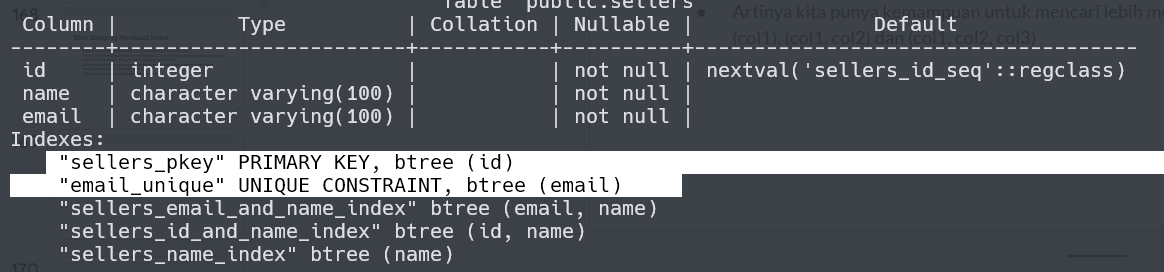 Table "public.sellers
Column | Type | Collation | Nullable | Default
--------+------------------------+-----------+----------+-------------------------------------
id | integer | | not null | nextval('sellers_id_seq'::regclass)
name | character varying(100) | | not null |
email | character varying(100) | | not null |
Indexes:
"sellers_pkey" PRIMARY KEY, btree (id)
"email_unique" UNIQUE CONSTRAINT, btree (email)
"sellers_email_and_name_index" btree (email, name)
"sellers_id_and_name_index" btree (id, name)
"sellers_name_index" btree (name)
168
Artinya kita punya kemampuan untuk mencari lebih
(col1), (col1, col2) dan (col1, col2, col3)
170